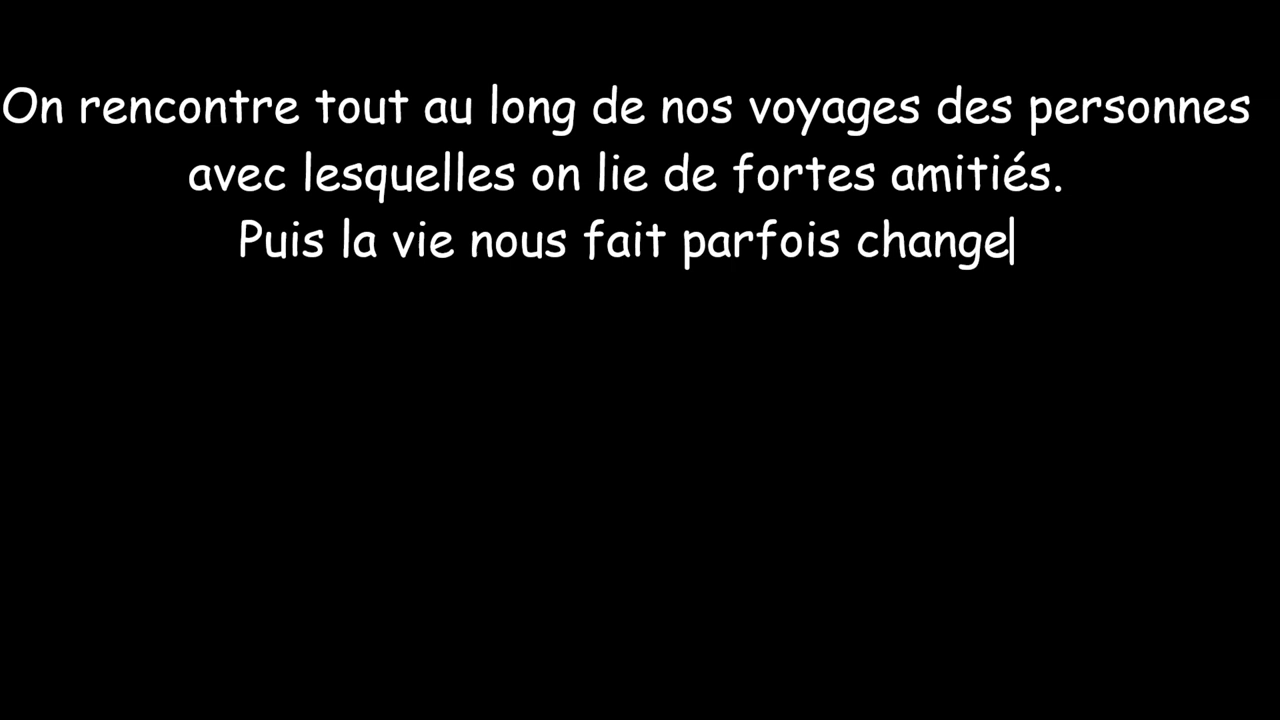 On rencontre tout au long de nos voyages des personnes
avec lesquelles on lie de fortes amitiés.
Puis la vie nous fait parfois change